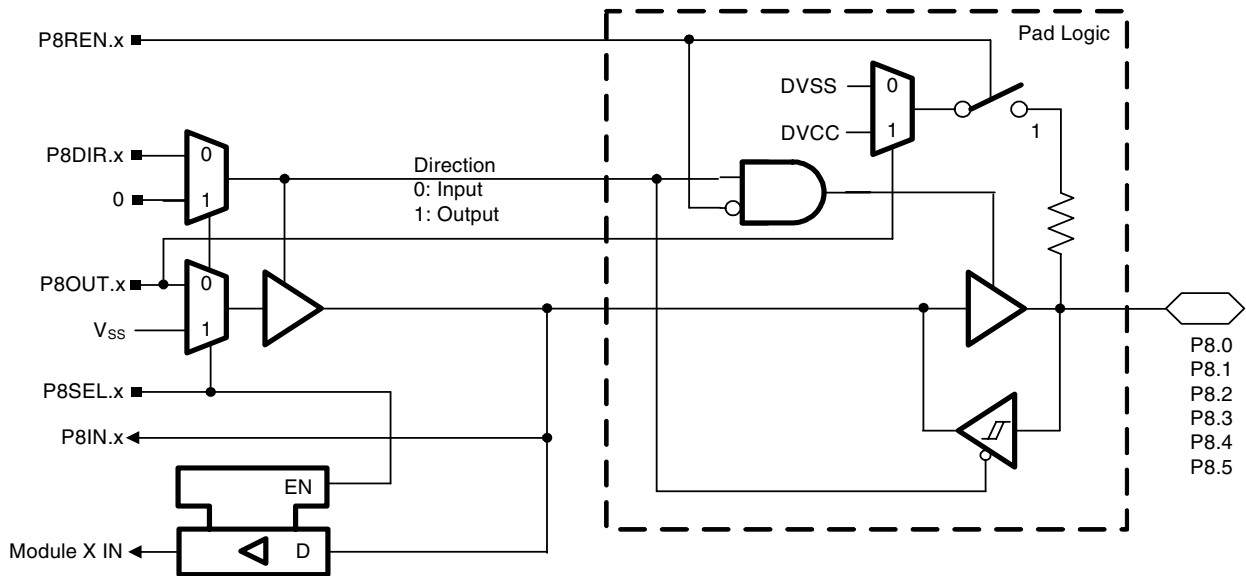 P8REN.x
Pad Logic
DVSS
0
DVCC
1
1
P8DIR.x
0
0
1
Direction
0: Input
1: Output
P8OUT.x
0
VSS
1
P8SEL.x
P8IN.x
EN
Module X IN
D
P8.0
P8.1
P8.2
P8.3
P8.4
P8.5